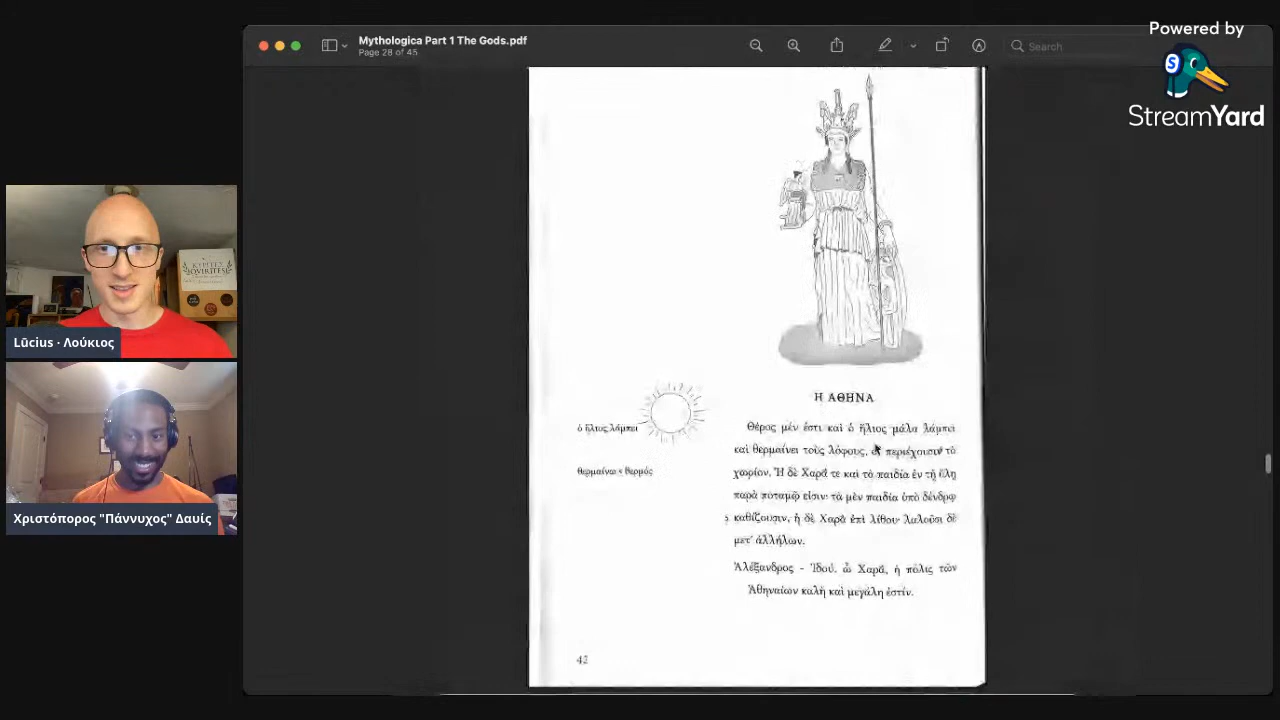 Powered by
StreamYard
Mythologica Part 1 The Gods.pdf
Page 28 of 45
Search
Lūcius · Λούκιος
Χριστόπορος "Πάννυχος" Δαυίς
Η ΑΘΗΝΑ
Θέρος μέν ἐστι καὶ ὁ ἥλιος μάλα λάμπει
καὶ θερμαίνει τοὺς λόφους, οἳ περιέχουσιν τὸ
χωρίον. Ἡ δὲ Χαρά τε καὶ τὰ παιδία ἐν τῇ ὕλῃ
παρὰ ποταμῷ εἰσιν· τὰ μὲν παιδία ὑπὸ δένδρῳ
5 καθίζουσιν, ἡ δὲ Χαρὰ ἐπὶ λίθου· λαλοῦσι δὲ
μετ' ἀλλήλων.
Ἀλέξανδρος - Ἰδού, ὦ Χαρά, ἡ πόλις τῶν
Ἀθηναίων καλὴ καὶ μεγάλη ἐστίν.
ὁ ἥλιος λάμπει
θερμαίνω < θερμός
42